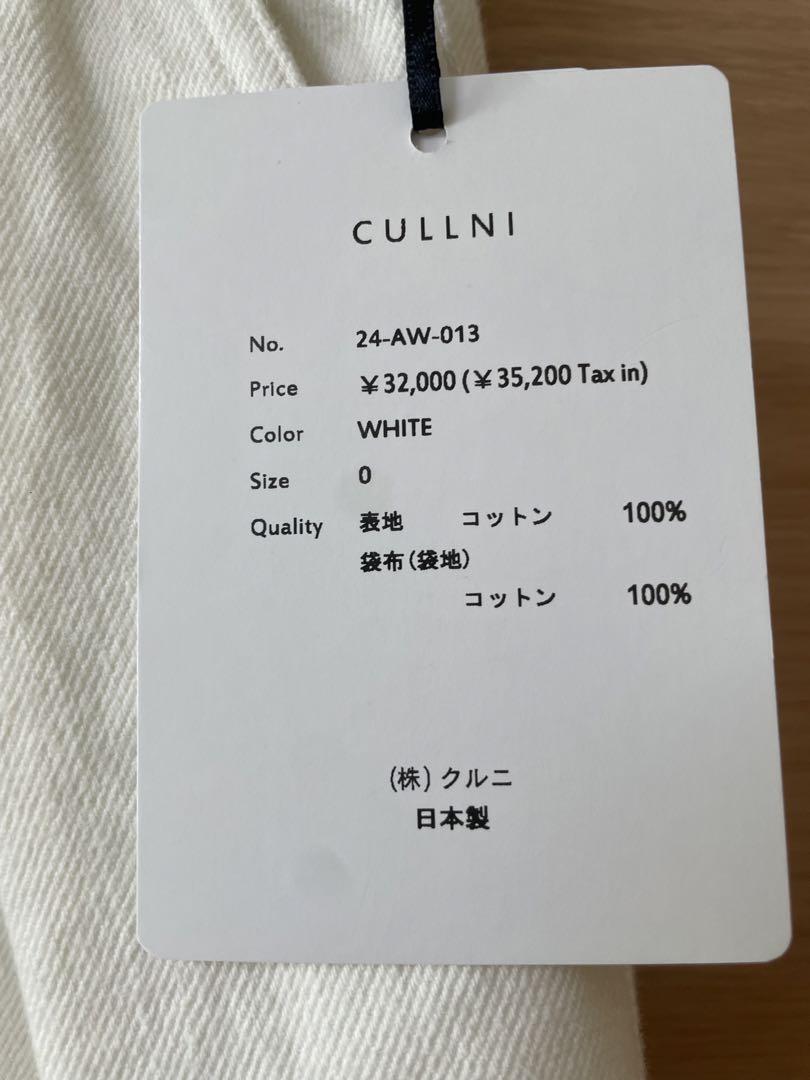 CULLNI
No. 24-AW-013
Price ￥32,000 (￥35,200 Tax in)
Color WHITE
Size 0
Quality 表地 コットン 100%
袋布(袋地)
コットン 100%
(株)クルニ
日本製